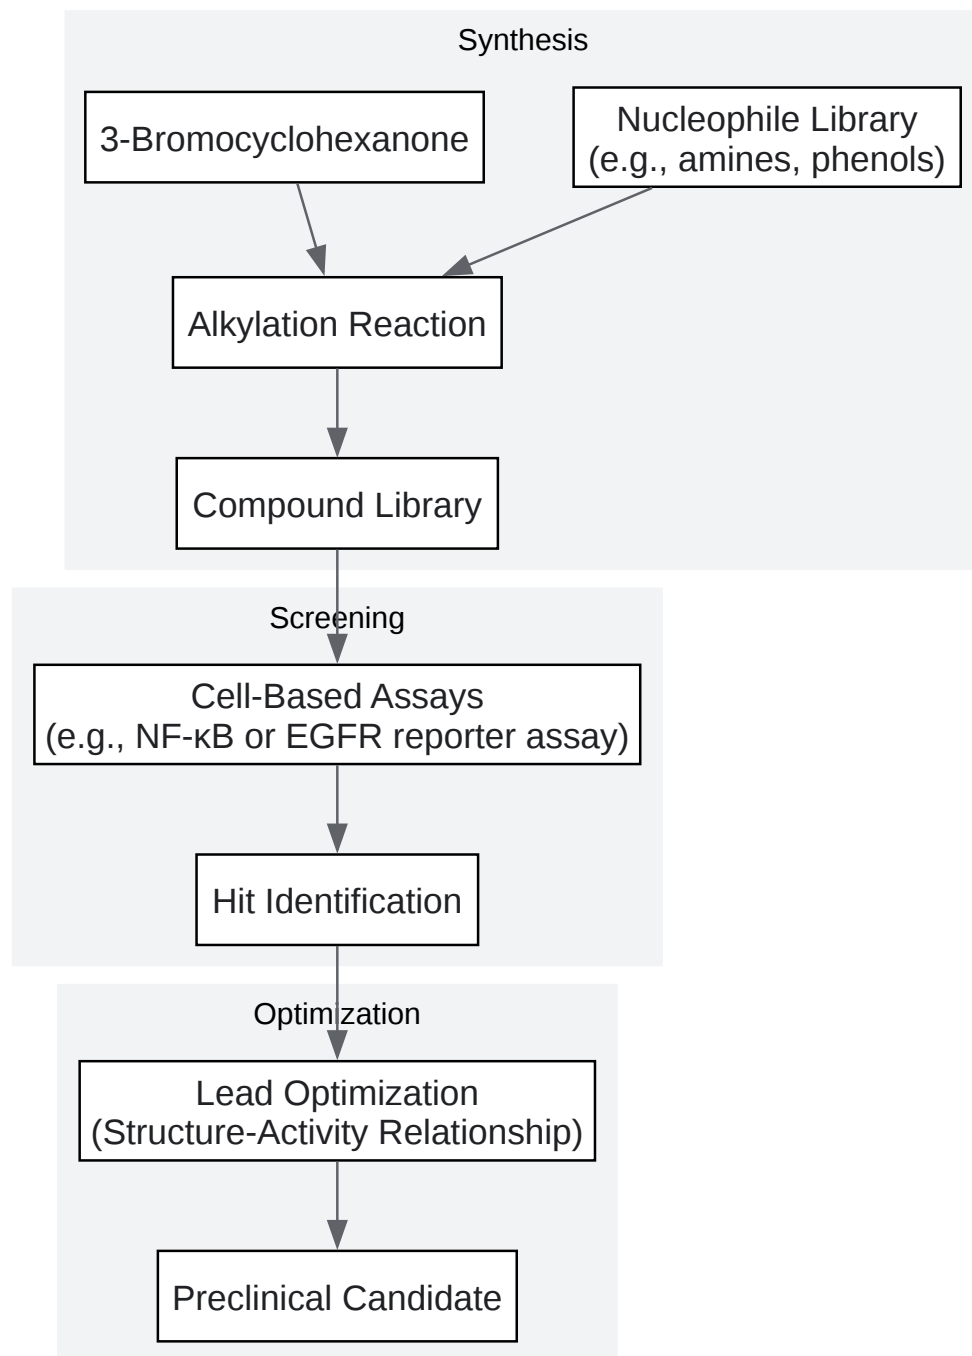 Synthesis
3-Bromocyclohexanone
Nucleophile Library
(e.g., amines, phenols)
Alkylation Reaction
Compound Library
Screening
Cell-Based Assays
(e.g., NF-κB or EGFR reporter assay)
Hit Identification
Optimization
Lead Optimization
(Structure-Activity Relationship)
Preclinical Candidate